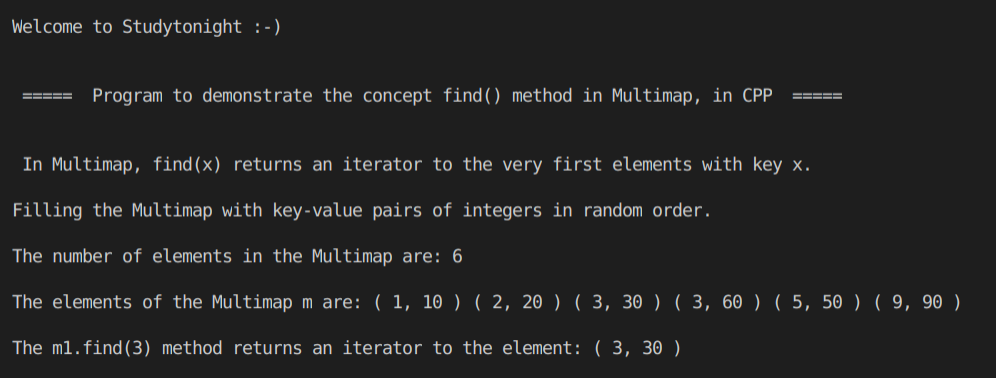 Welcome to Studytonight :-)
===== Program to demonstrate the concept find() method in Multimap, in CPP =====
In Multimap, find(x) returns an iterator to the very first elements with key x.
Filling the Multimap with key-value pairs of integers in random order.
The number of elements in the Multimap are: 6
The elements of the Multimap m are: ( 1, 10 ) ( 2, 20 ) ( 3, 30 ) ( 3, 60 ) ( 5, 50 ) ( 9, 90 )
The m1.find(3) method returns an iterator to the element: ( 3, 30 )